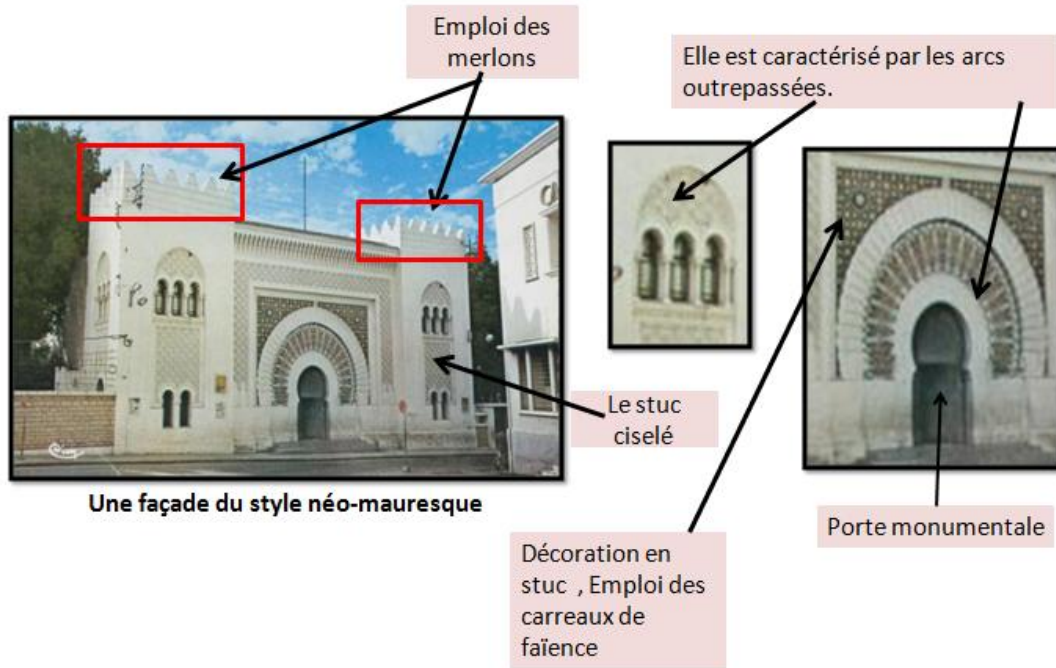 Emploi des
merlons
Elle est caractérisé par les arcs
outrepassées.
Le stuc
ciselé
Une façade du style néo-mauresque
Porte monumentale
Décoration en
stuc , Emploi des
carreaux de
faïence